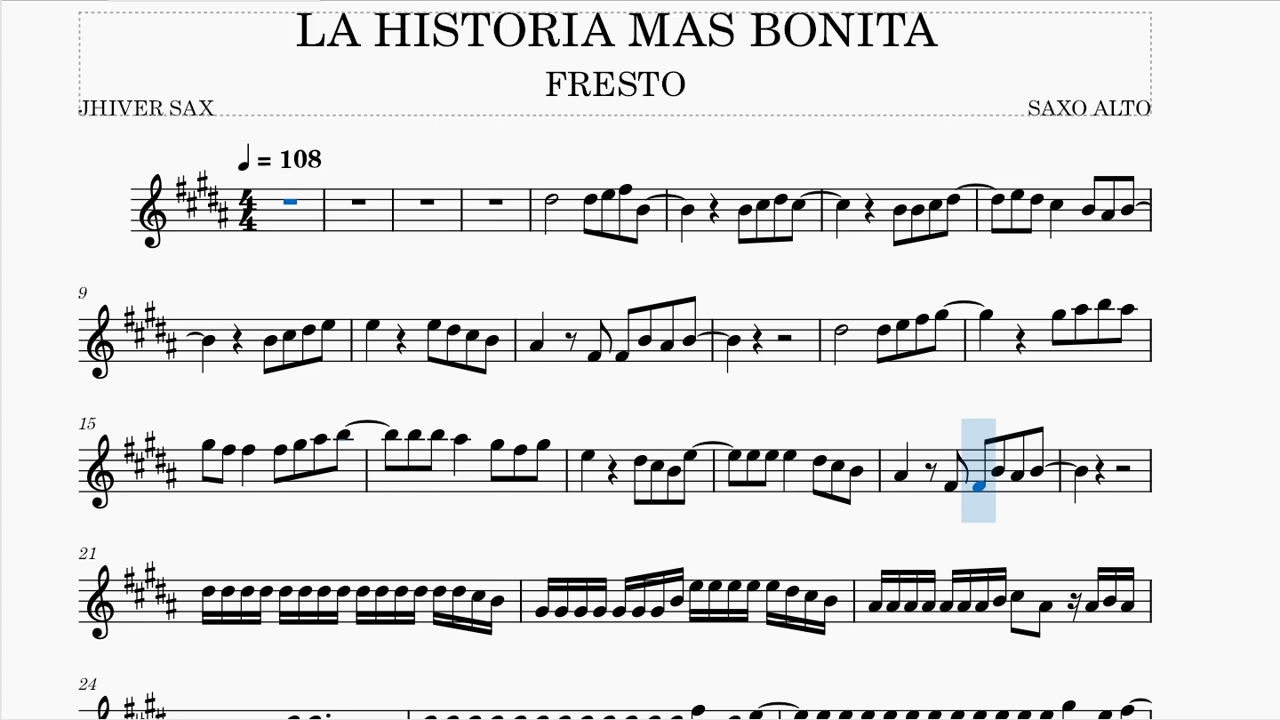 LA HISTORIA MAS BONITA
FRESTO
JHIVER SAX
SAXO ALTO
= 108
4
4
9
15
21
24